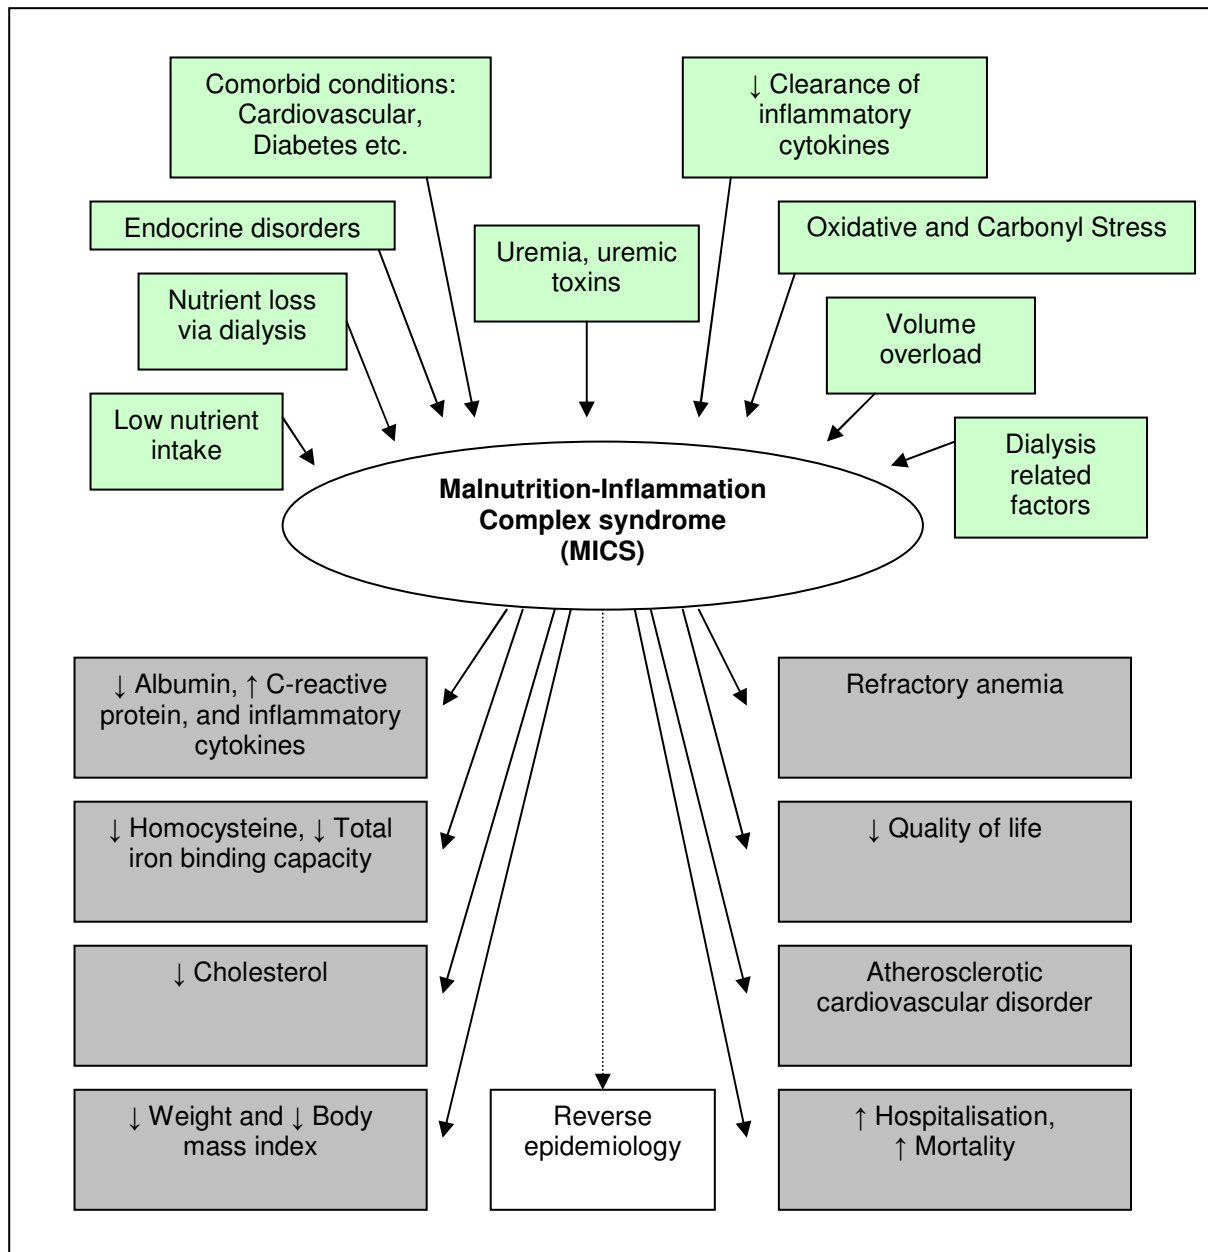 Comorbid conditions:
Cardiovascular,
Diabetes etc.
↓ Clearance of
inflammatory
cytokines
Endocrine disorders
Uremia, uremic
toxins
Oxidative and Carbonyl Stress
Nutrient loss
via dialysis
Volume
overload
Low nutrient
intake
Dialysis
related
factors
Malnutrition-Inflammation
Complex syndrome
(MICS)
↓ Albumin, ↑ C-reactive
protein, and inflammatory
cytokines
Refractory anemia
↓ Homocysteine, ↓ Total
iron binding capacity
↓ Quality of life
↓ Cholesterol
Atherosclerotic
cardiovascular disorder
↓ Weight and ↓ Body
mass index
Reverse
epidemiology
↑ Hospitalisation,
↑ Mortality